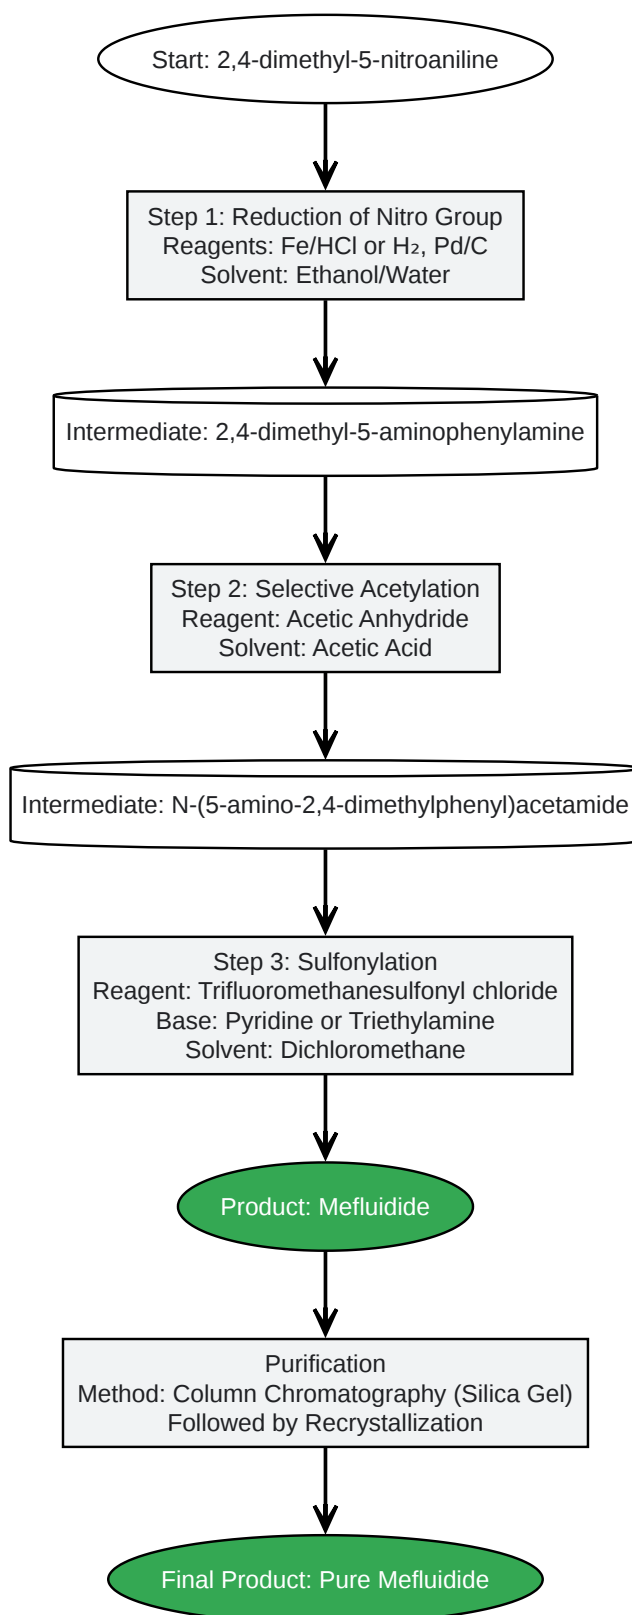 Start: 2,4-dimethyl-5-nitroaniline
Step 1: Reduction of Nitro Group
Reagents: Fe/HCl or H₂, Pd/C
Solvent: Ethanol/Water
Intermediate: 2,4-dimethyl-5-aminophenylamine
Step 2: Selective Acetylation
Reagent: Acetic Anhydride
Solvent: Acetic Acid
Intermediate: N-(5-amino-2,4-dimethylphenyl)acetamide
Step 3: Sulfonylation
Reagent: Trifluoromethanesulfonyl chloride
Base: Pyridine or Triethylamine
Solvent: Dichloromethane
Product: Mefluidide
Purification
Method: Column Chromatography (Silica Gel)
Followed by Recrystallization
Final Product: Pure Mefluidide